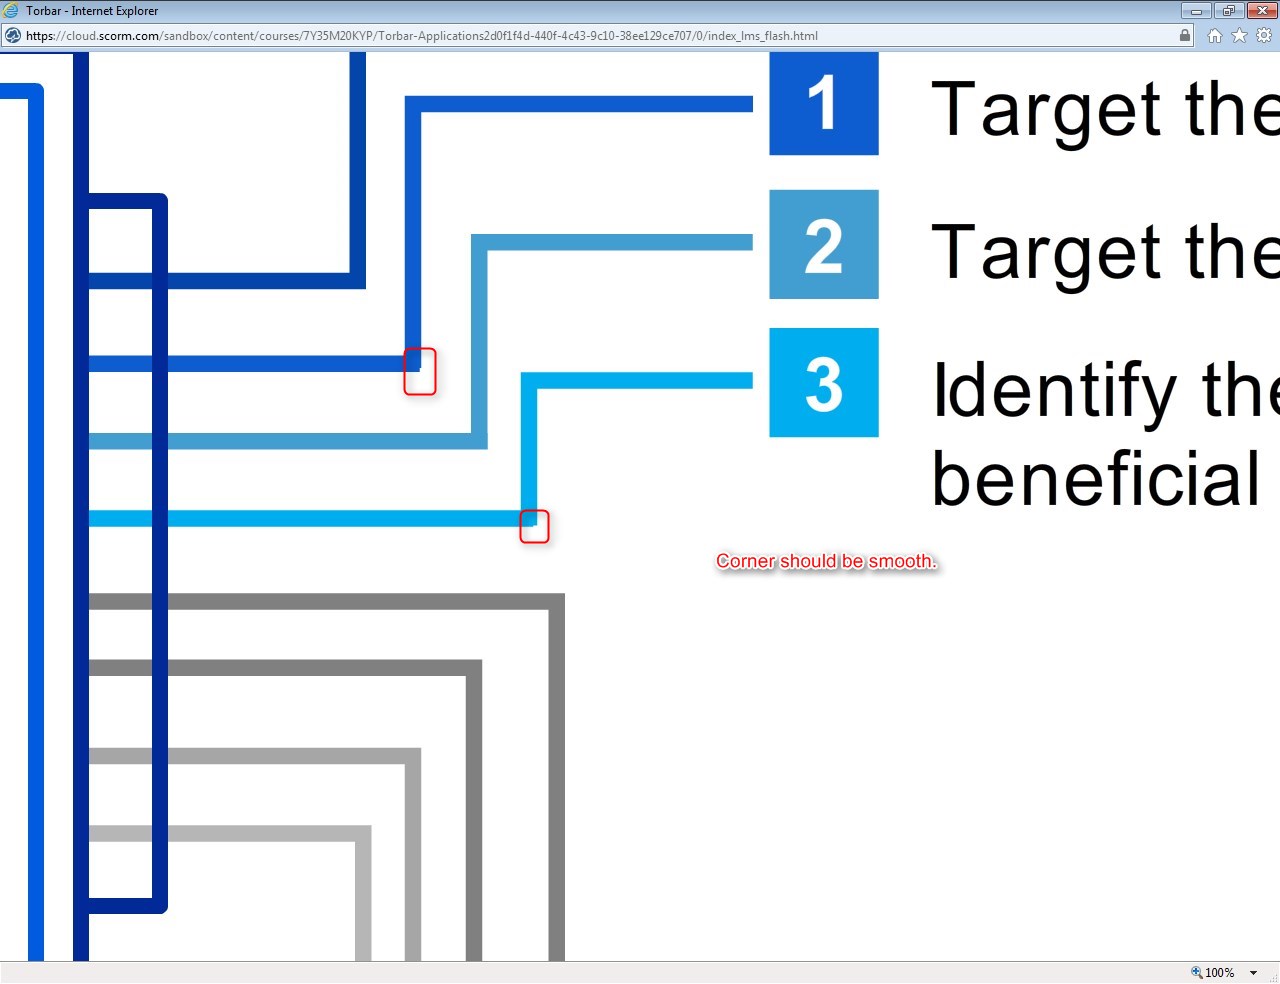 Torbar - Internet Explorer
https://cloud.scorm.com/sandbox/content/courses/7Y35M20KYP/Torbar-Applications2d0f1f4d-440f-4c43-9c10-38ee129ce707/0/index_lms_flash.html
1 Target the
2 Target the
3 Identify the
beneficial
Corner should be smooth.
100%